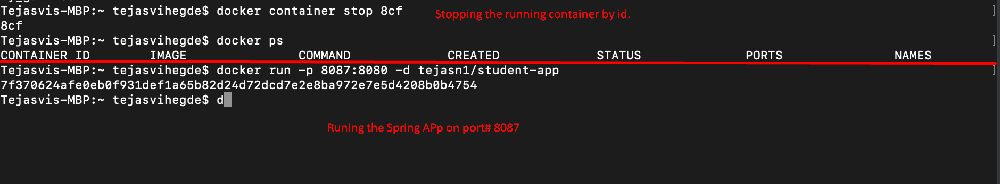 Tejasvis-MBP:~ tejasvihegde$ docker container stop 8cf ]
Stopping the running container by id.
8cf
Tejasvis-MBP:~ tejasvihegde$ docker ps ]
CONTAINER ID IMAGE COMMAND CREATED STATUS PORTS NAMES
Tejasvis-MBP:~ tejasvihegde$ docker run -p 8087:8080 -d tejasn1/student-app ]
7f370624afe0eb0f931def1a65b82d24d72dcd7e2e8ba972e7e5d4208b0b4754
Tejasvis-MBP:~ tejasvihegde$ d
Runing the Spring APp on port# 8087